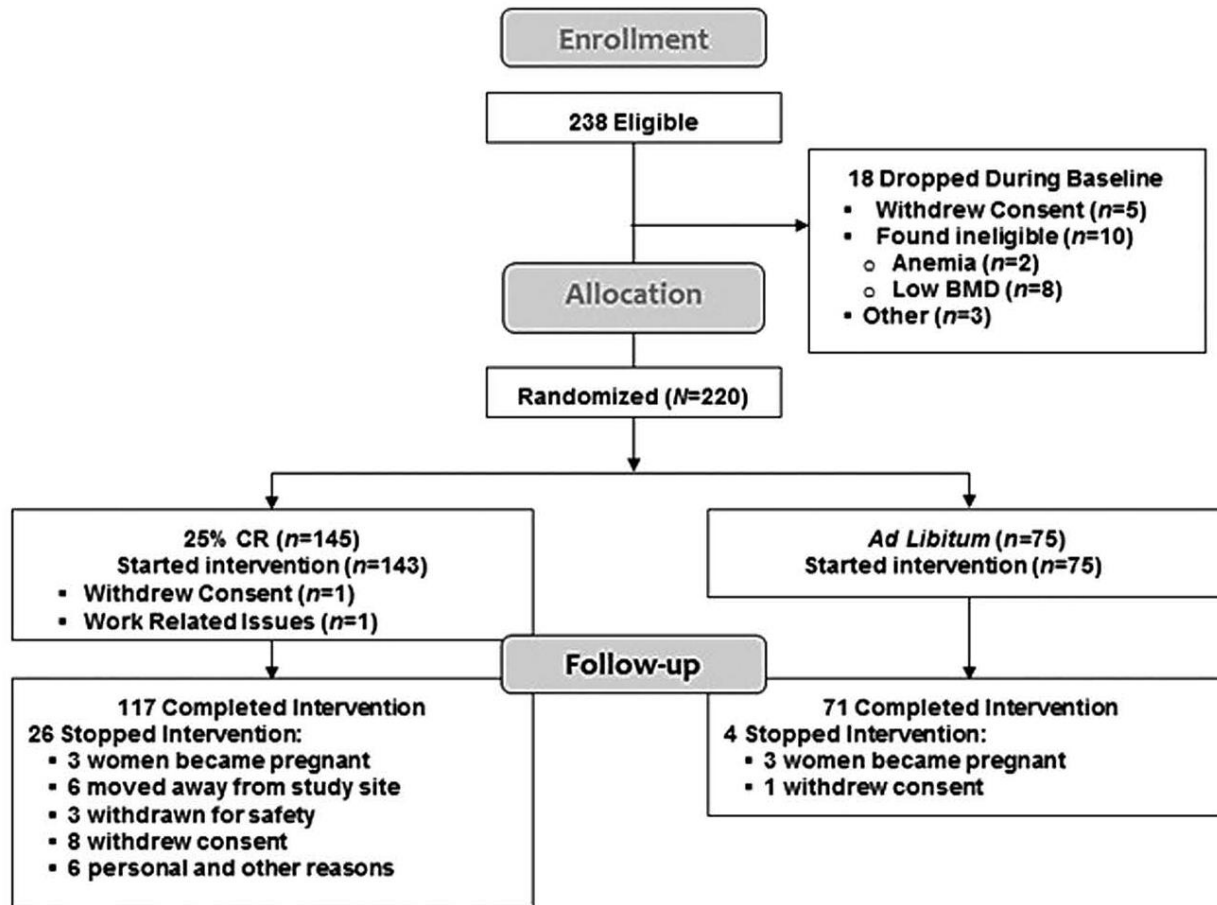 Enrollment
238 Eligible
18 Dropped During Baseline
▪ Withdrew Consent (n=5)
▪ Found ineligible (n=10)
o Anemia (n=2)
o Low BMD (n=8)
▪ Other (n=3)
Allocation
Randomized (N=220)
25% CR (n=145)
Started intervention (n=143)
▪ Withdrew Consent (n=1)
▪ Work Related Issues (n=1)
Ad Libitum (n=75)
Started intervention (n=75)
Follow-up
117 Completed Intervention
26 Stopped Intervention:
▪ 3 women became pregnant
▪ 6 moved away from study site
▪ 3 withdrawn for safety
▪ 8 withdrew consent
▪ 6 personal and other reasons
71 Completed Intervention
4 Stopped Intervention:
▪ 3 women became pregnant
▪ 1 withdrew consent